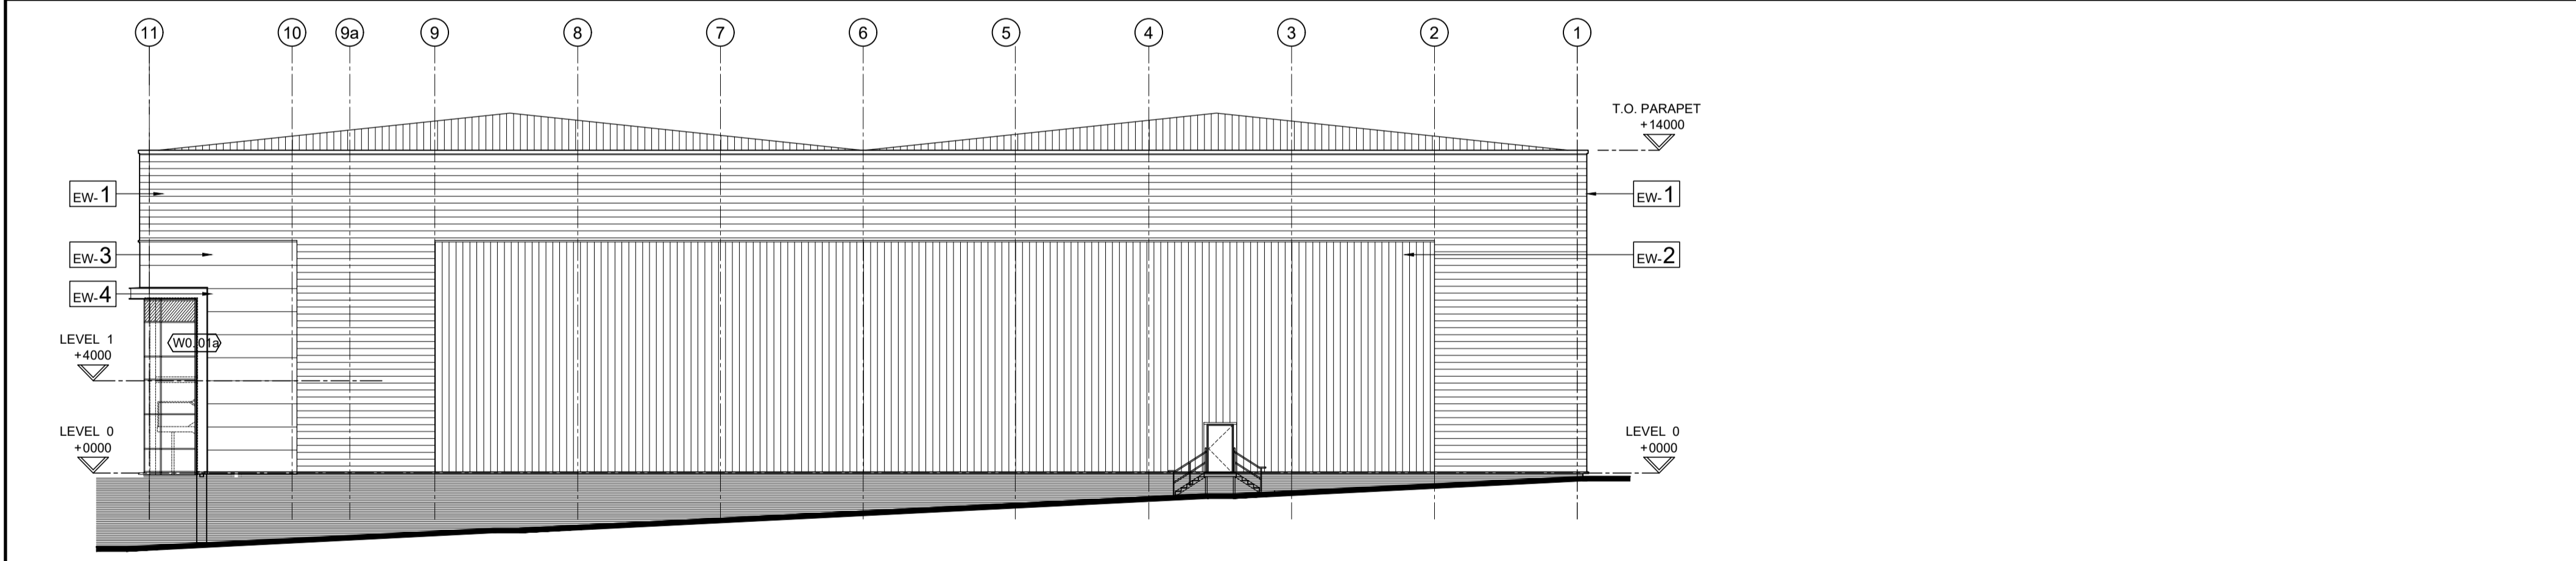 11 10 9a 9 8 7 6 5 4 3 2 1
T.O. PARAPET
+14000
EW-1
EW-1
EW-3
EW-2
EW-4
W0.01a
LEVEL 1
+4000
LEVEL 0
+0000
LEVEL 0
+0000